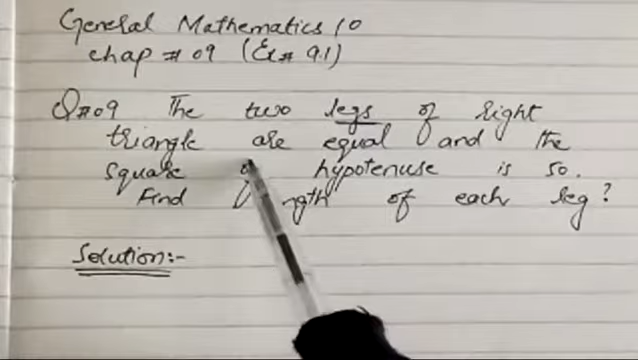 General Mathematics 10
chap # 09 (Ex# 9.1)
Q#09 The two legs of right
triangle are equal and the
square hypotenuse is 50.
Find of each leg?
Solution:-